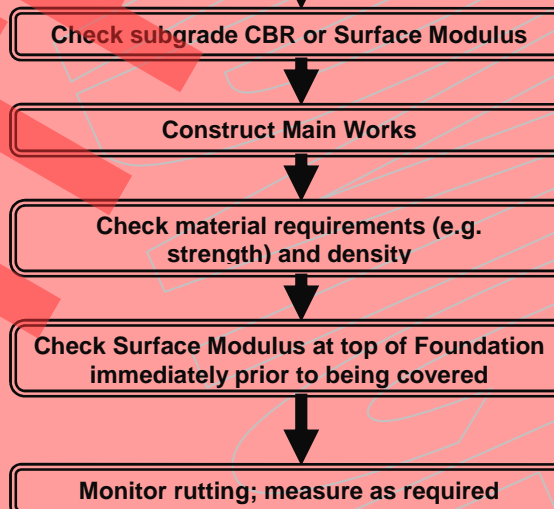 Check subgrade CBR or Surface Modulus
Construct Main Works
Check material requirements (e.g.
strength) and density
Check Surface Modulus at top of Foundation
immediately prior to being covered
Monitor rutting; measure as required